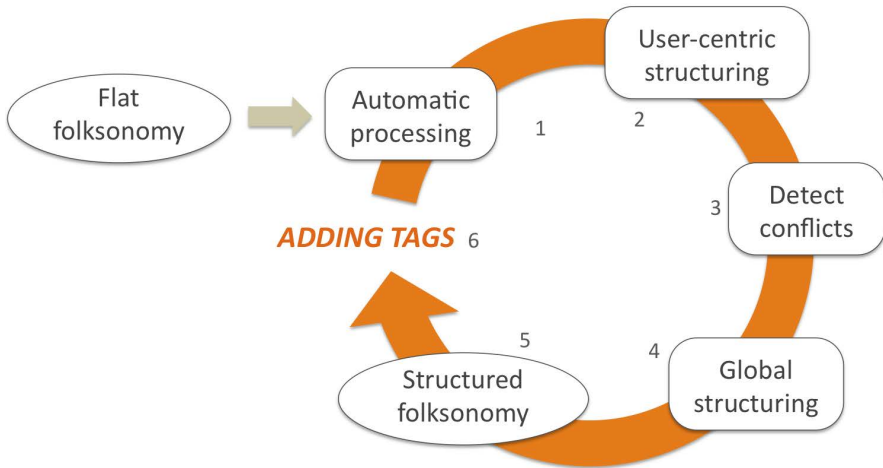 Flat
folksonomy
Automatic
processing
1
User-centric
structuring
2
Detect
conflicts
3
Global
structuring
4
Structured
folksonomy
5
ADDING TAGS 6